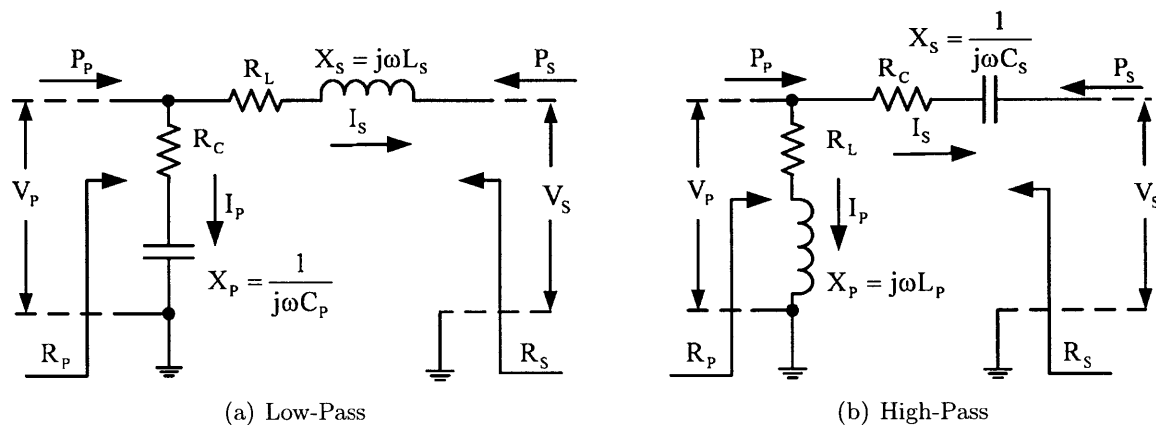 P_P
R_L
X_S = jωL_S
P_S
R_C
I_S
V_P
I_P
V_S
X_P = 1/jωC_P
R_P
R_S
(a) Low-Pass
X_S = 1/jωC_S
P_P
R_C
P_S
R_L
I_S
V_P
I_P
V_S
X_P = jωL_P
R_P
R_S
(b) High-Pass